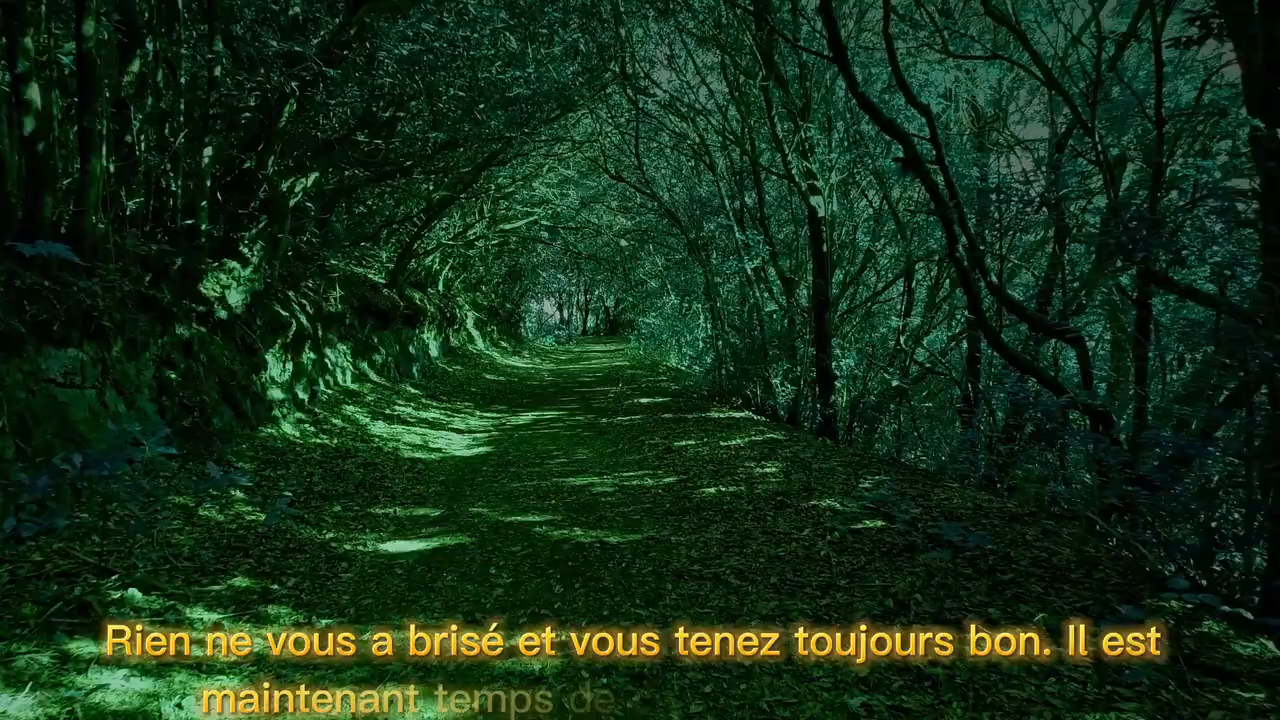 Rien ne vous a brisé et vous tenez toujours bon. Il est
maintenant temps de